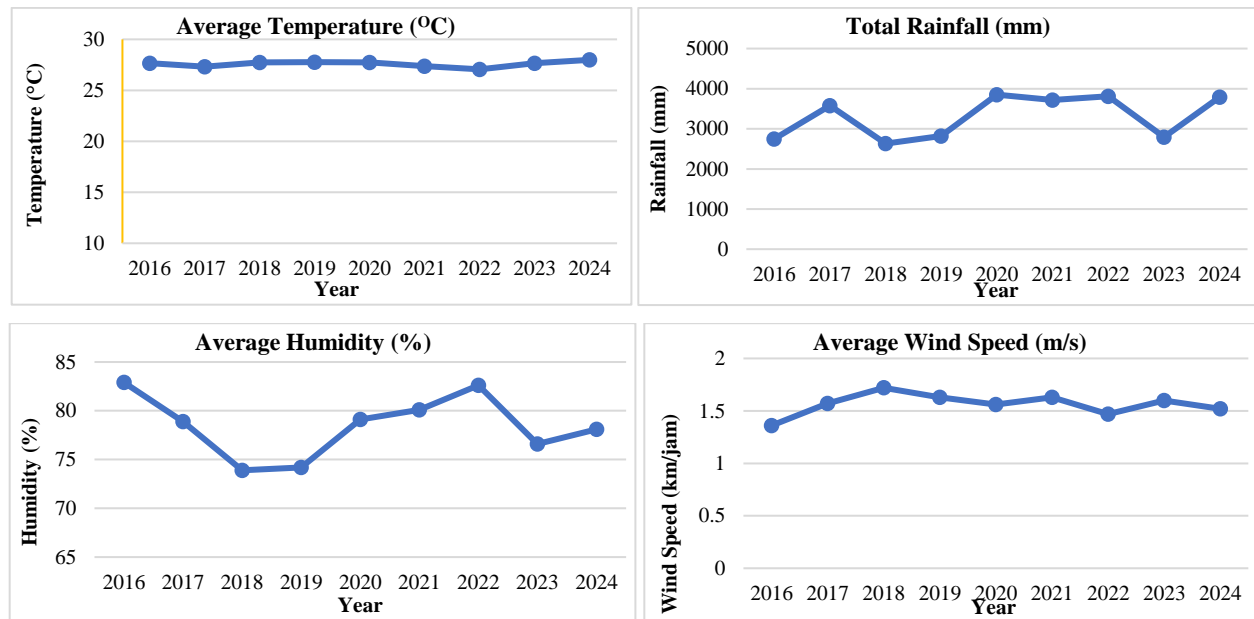 Average Temperature (ᴼC)
Temperature (°C)
30
25
20
15
10
2016 2017 2018 2019 2020 2021 2022 2023 2024
Year
Total Rainfall (mm)
Rainfall (mm)
5000
4000
3000
2000
1000
0
2016 2017 2018 2019 2020 2021 2022 2023 2024
Year
Average Humidity (%)
Humidity (%)
85
80
75
70
65
2016 2017 2018 2019 2020 2021 2022 2023 2024
Year
Average Wind Speed (m/s)
Wind Speed (km/jam)
2
1.5
1
0.5
0
2016 2017 2018 2019 2020 2021 2022 2023 2024
Year